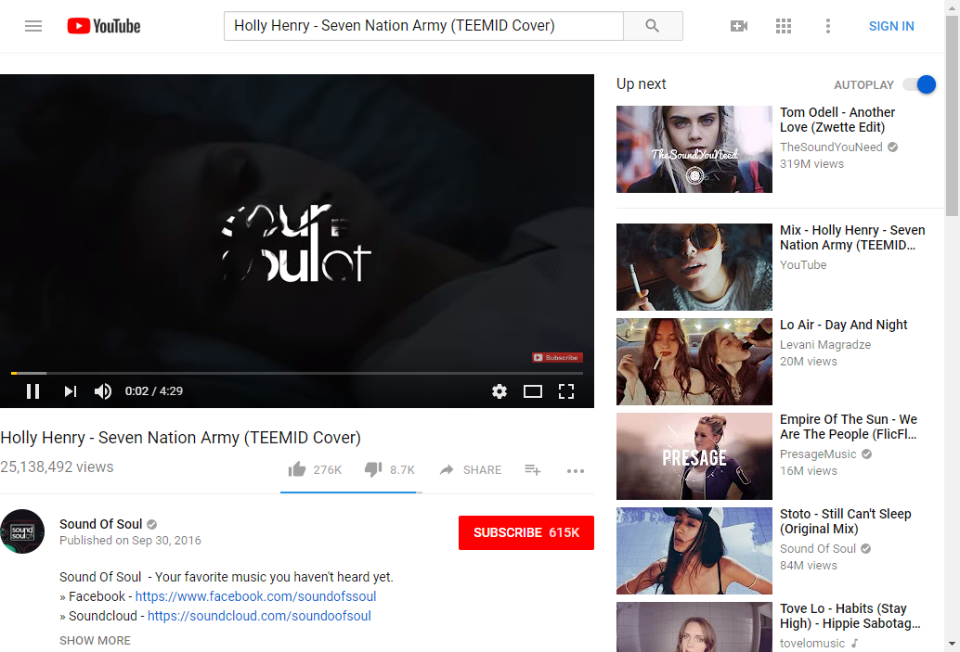 YouTube
Holly Henry - Seven Nation Army (TEEMID Cover)
SIGN IN
Subscribe
0:02 / 4:29
Holly Henry - Seven Nation Army (TEEMID Cover)
25,138,492 views
276K
8.7K
SHARE
Sound Of Soul
Published on Sep 30, 2016
SUBSCRIBE 615K
Sound Of Soul - Your favorite music you haven't heard yet.
» Facebook - https://www.facebook.com/soundofssoul
» Soundcloud - https://soundcloud.com/soundoofsoul
SHOW MORE
Up next
AUTOPLAY
TheSoundYouNeed
Tom Odell - Another
Love (Zwette Edit)
TheSoundYouNeed
319M views
Mix - Holly Henry - Seven
Nation Army (TEEMID…
YouTube
Lo Air - Day And Night
Levani Magradze
20M views
PRESAGE
Empire Of The Sun - We
Are The People (FlicFl…
PresageMusic
16M views
Stoto - Still Can't Sleep
(Original Mix)
Sound Of Soul
84M views
Tove Lo - Habits (Stay
High) - Hippie Sabotag…
tovelomusic